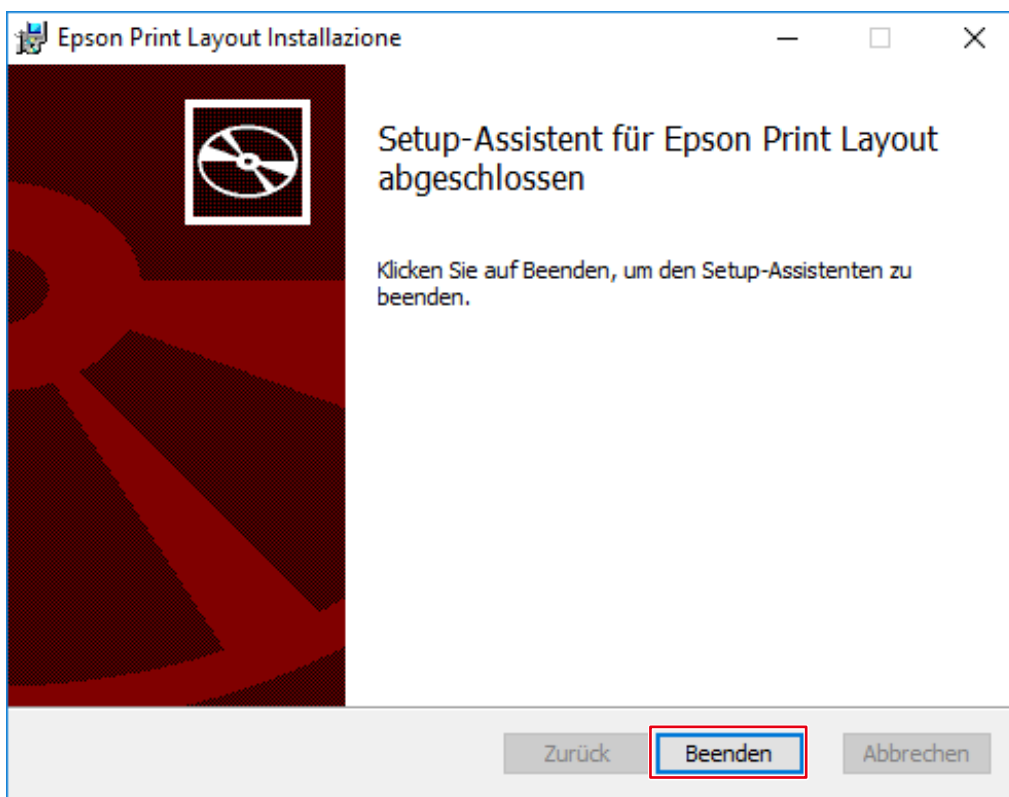 Epson Print Layout Installazione
Setup-Assistent für Epson Print Layout
abgeschlossen
Klicken Sie auf Beenden, um den Setup-Assistenten zu
beenden.
Zurück Beenden Abbrechen